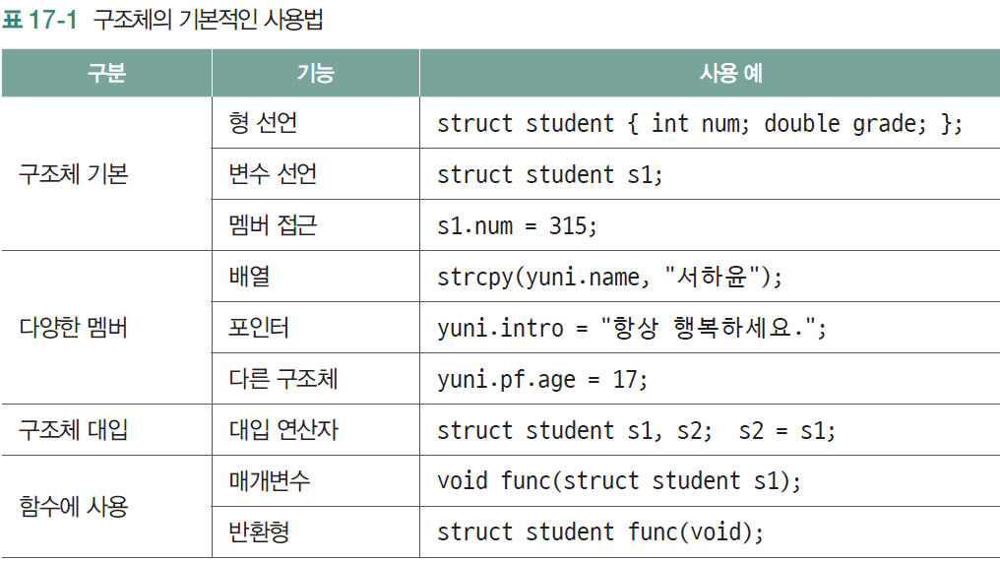 표 17-1 구조체의 기본적인 사용법
구분 기능 사용 예
구조체 기본 형 선언 struct student { int num; double grade; };
변수 선언 struct student s1;
멤버 접근 s1.num = 315;
다양한 멤버 배열 strcpy(yuni.name, "서하윤");
포인터 yuni.intro = "항상 행복하세요.";
다른 구조체 yuni.pf.age = 17;
구조체 대입 대입 연산자 struct student s1, s2; s2 = s1;
함수에 사용 매개변수 void func(struct student s1);
반환형 struct student func(void);